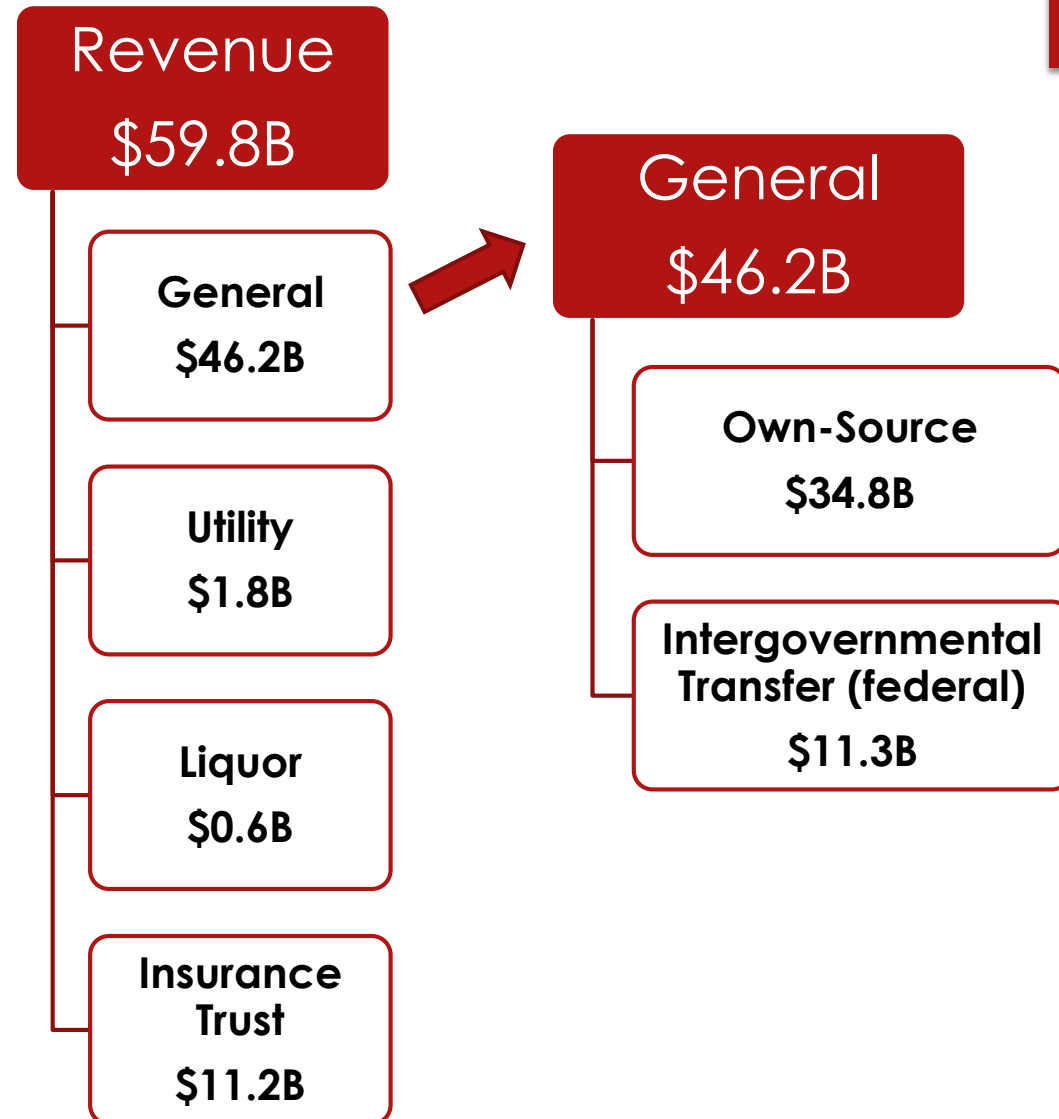 Revenue
$59.8B
General
$46.2B
Utility
$1.8B
Liquor
$0.6B
Insurance
Trust
$11.2B
General
$46.2B
Own-Source
$34.8B
Intergovernmental
Transfer (federal)
$11.3B